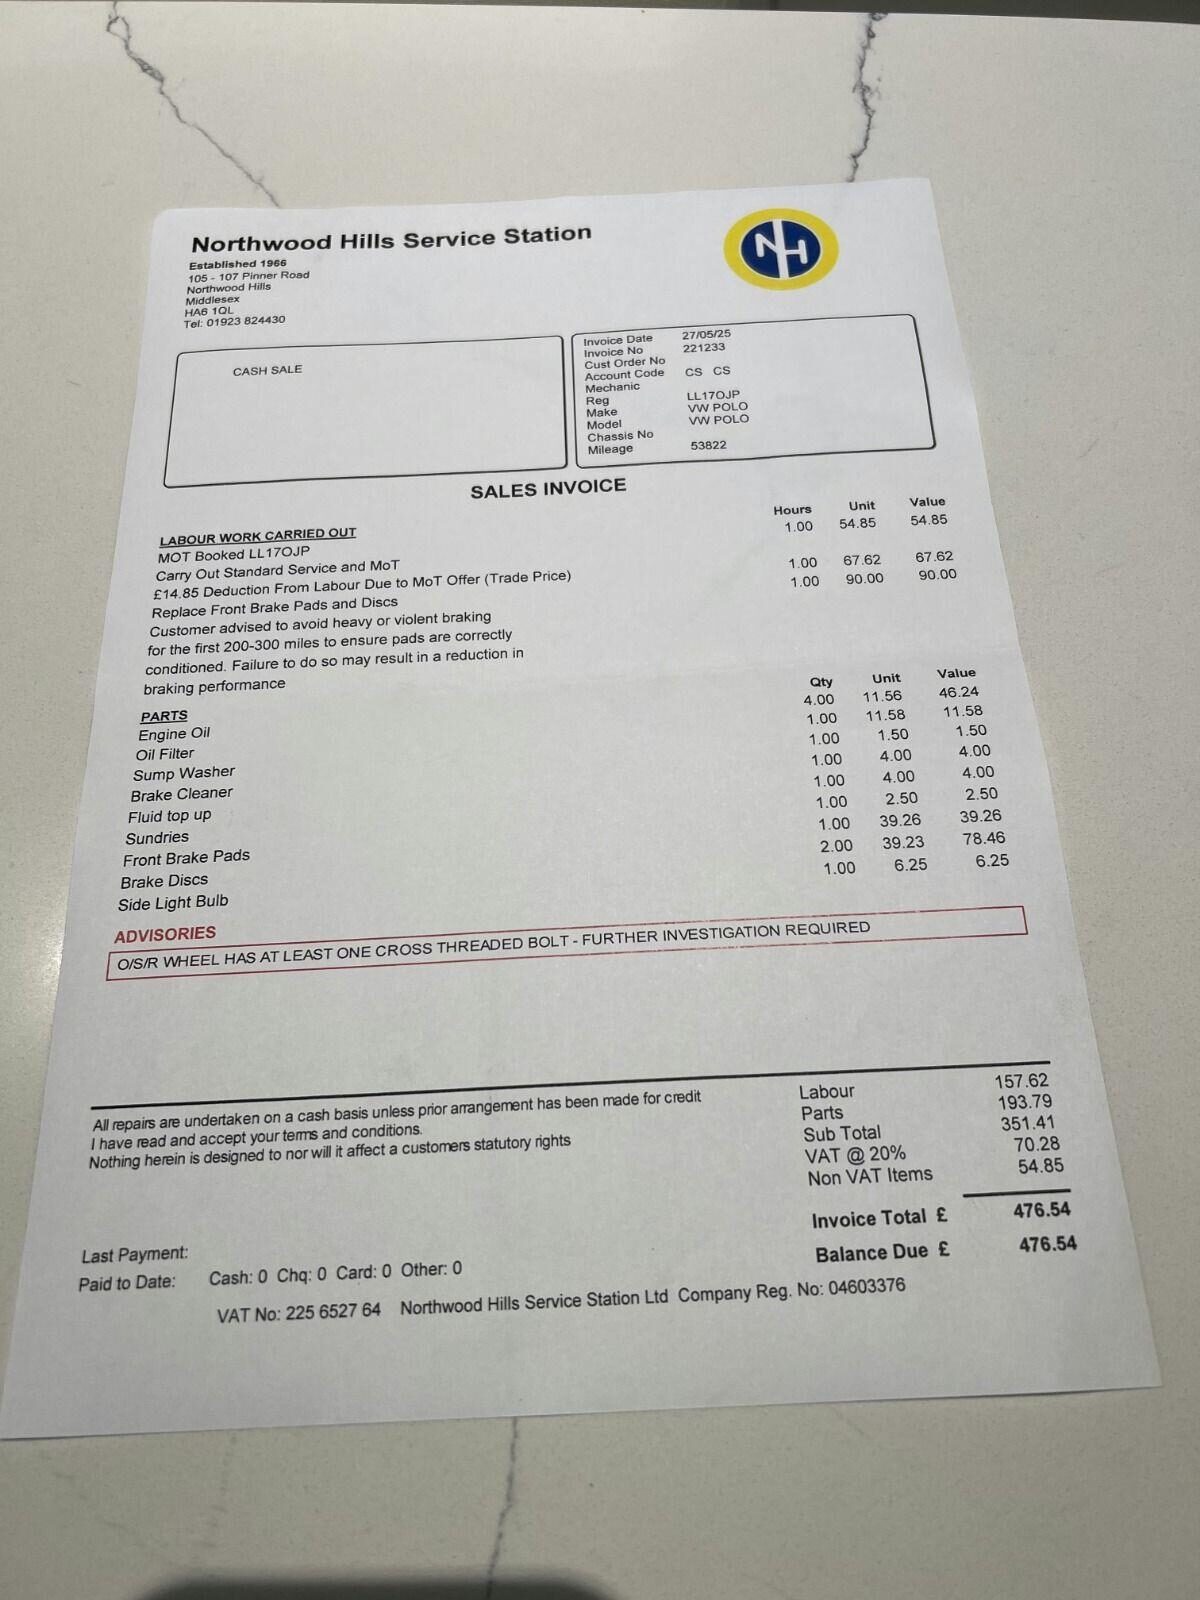 Northwood Hills Service Station
Established 1966
105 - 107 Pinner Road
Northwood Hills
Middlesex
HA6 1QL
Tel: 01923 824430
NH
CASH SALE
Invoice Date 27/05/25
Invoice No 221233
Cust Order No
Account Code CS CS
Mechanic
Reg LL17OJP
Make VW POLO
Model VW POLO
Chassis No
Mileage 53822
SALES INVOICE
LABOUR WORK CARRIED OUT Hours Unit Value
MOT Booked LL17OJP 1.00 54.85 54.85
Carry Out Standard Service and MoT 1.00 67.62 67.62
£14.85 Deduction From Labour Due to MoT Offer (Trade Price)
Replace Front Brake Pads and Discs 1.00 90.00 90.00
Customer advised to avoid heavy or violent braking
for the first 200-300 miles to ensure pads are correctly
conditioned. Failure to do so may result in a reduction in
braking performance
PARTS Qty Unit Value
Engine Oil 4.00 11.56 46.24
Oil Filter 1.00 11.58 11.58
Sump Washer 1.00 1.50 1.50
Brake Cleaner 1.00 4.00 4.00
Fluid top up 1.00 4.00 4.00
Sundries 1.00 2.50 2.50
Front Brake Pads 1.00 39.26 39.26
Brake Discs 2.00 39.23 78.46
Side Light Bulb 1.00 6.25 6.25
ADVISORIES
O/S/R WHEEL HAS AT LEAST ONE CROSS THREADED BOLT - FURTHER INVESTIGATION REQUIRED
All repairs are undertaken on a cash basis unless prior arrangement has been made for credit
I have read and accept your terms and conditions.
Nothing herein is designed to nor will it affect a customers statutory rights
Labour 157.62
Parts 193.79
Sub Total 351.41
VAT @ 20% 70.28
Non VAT Items 54.85
Invoice Total £ 476.54
Balance Due £ 476.54
Last Payment:
Paid to Date: Cash: 0 Chq: 0 Card: 0 Other: 0
VAT No: 225 6527 64 Northwood Hills Service Station Ltd Company Reg. No: 04603376